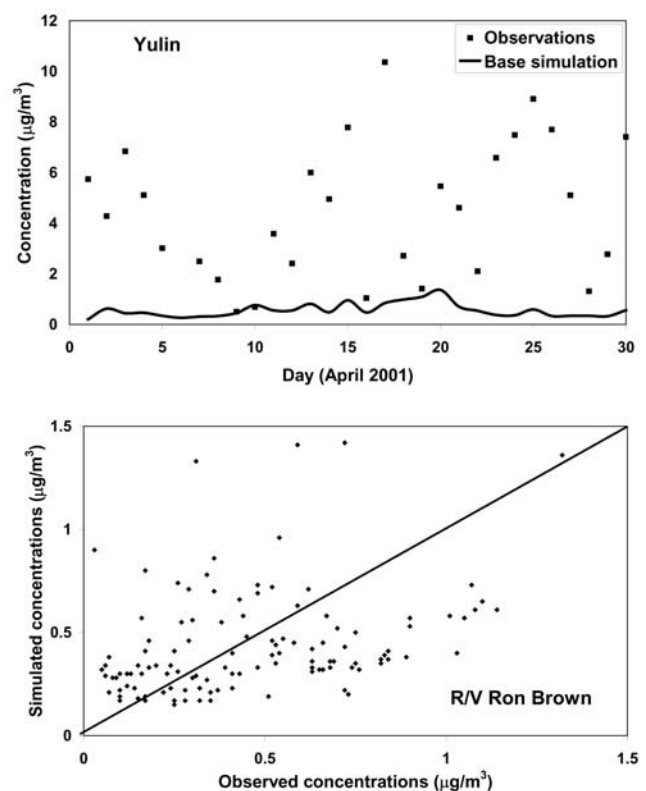 Yulin
Observations
Base simulation
Concentration (μg/m³)
12
10
8
6
4
2
0
0 5 10 15 20 25 30
Day (April 2001)
Simulated concentrations (μg/m³)
1.5
1
0.5
0
R/V Ron Brown
0 0.5 1 1.5
Observed concentrations (μg/m³)